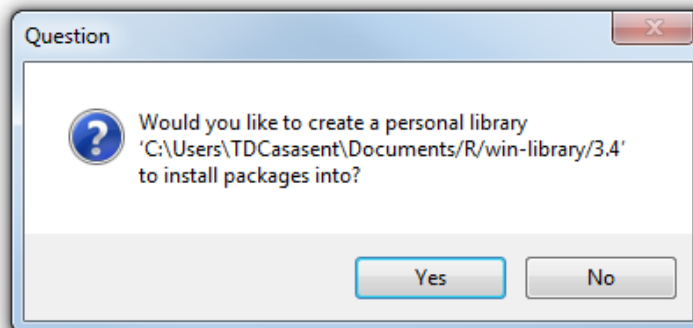 Question
Would you like to create a personal library
'C:\Users\TDCasasent\Documents/R/win-library/3.4'
to install packages into?
Yes
No